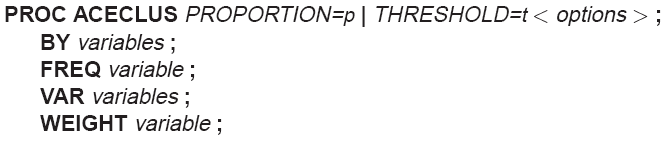 PROC ACECLUS PROPORTION=p | THRESHOLD=t < options > ;
BY variables ;
FREQ variable ;
VAR variables ;
WEIGHT variable ;